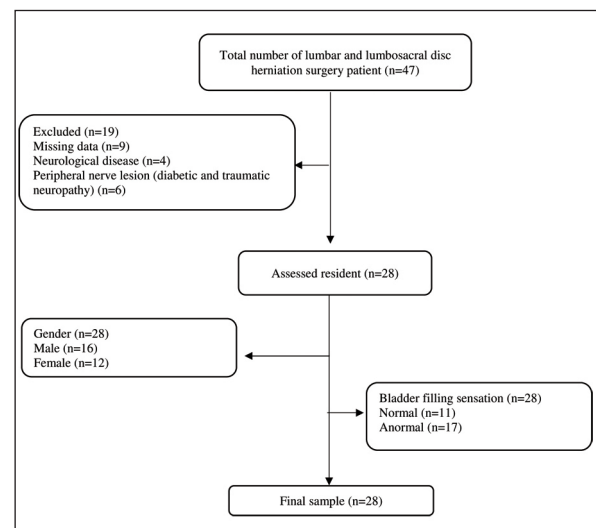 Total number of lumbar and lumbosacral disc
herniation surgery patient (n=47)
Excluded (n=19)
Missing data (n=9)
Neurological disease (n=4)
Peripheral nerve lesion (diabetic and traumatic
neuropathy) (n=6)
Assessed resident (n=28)
Gender (n=28)
Male (n=16)
Female (n=12)
Bladder filling sensation (n=28)
Normal (n=11)
Anormal (n=17)
Final sample (n=28)